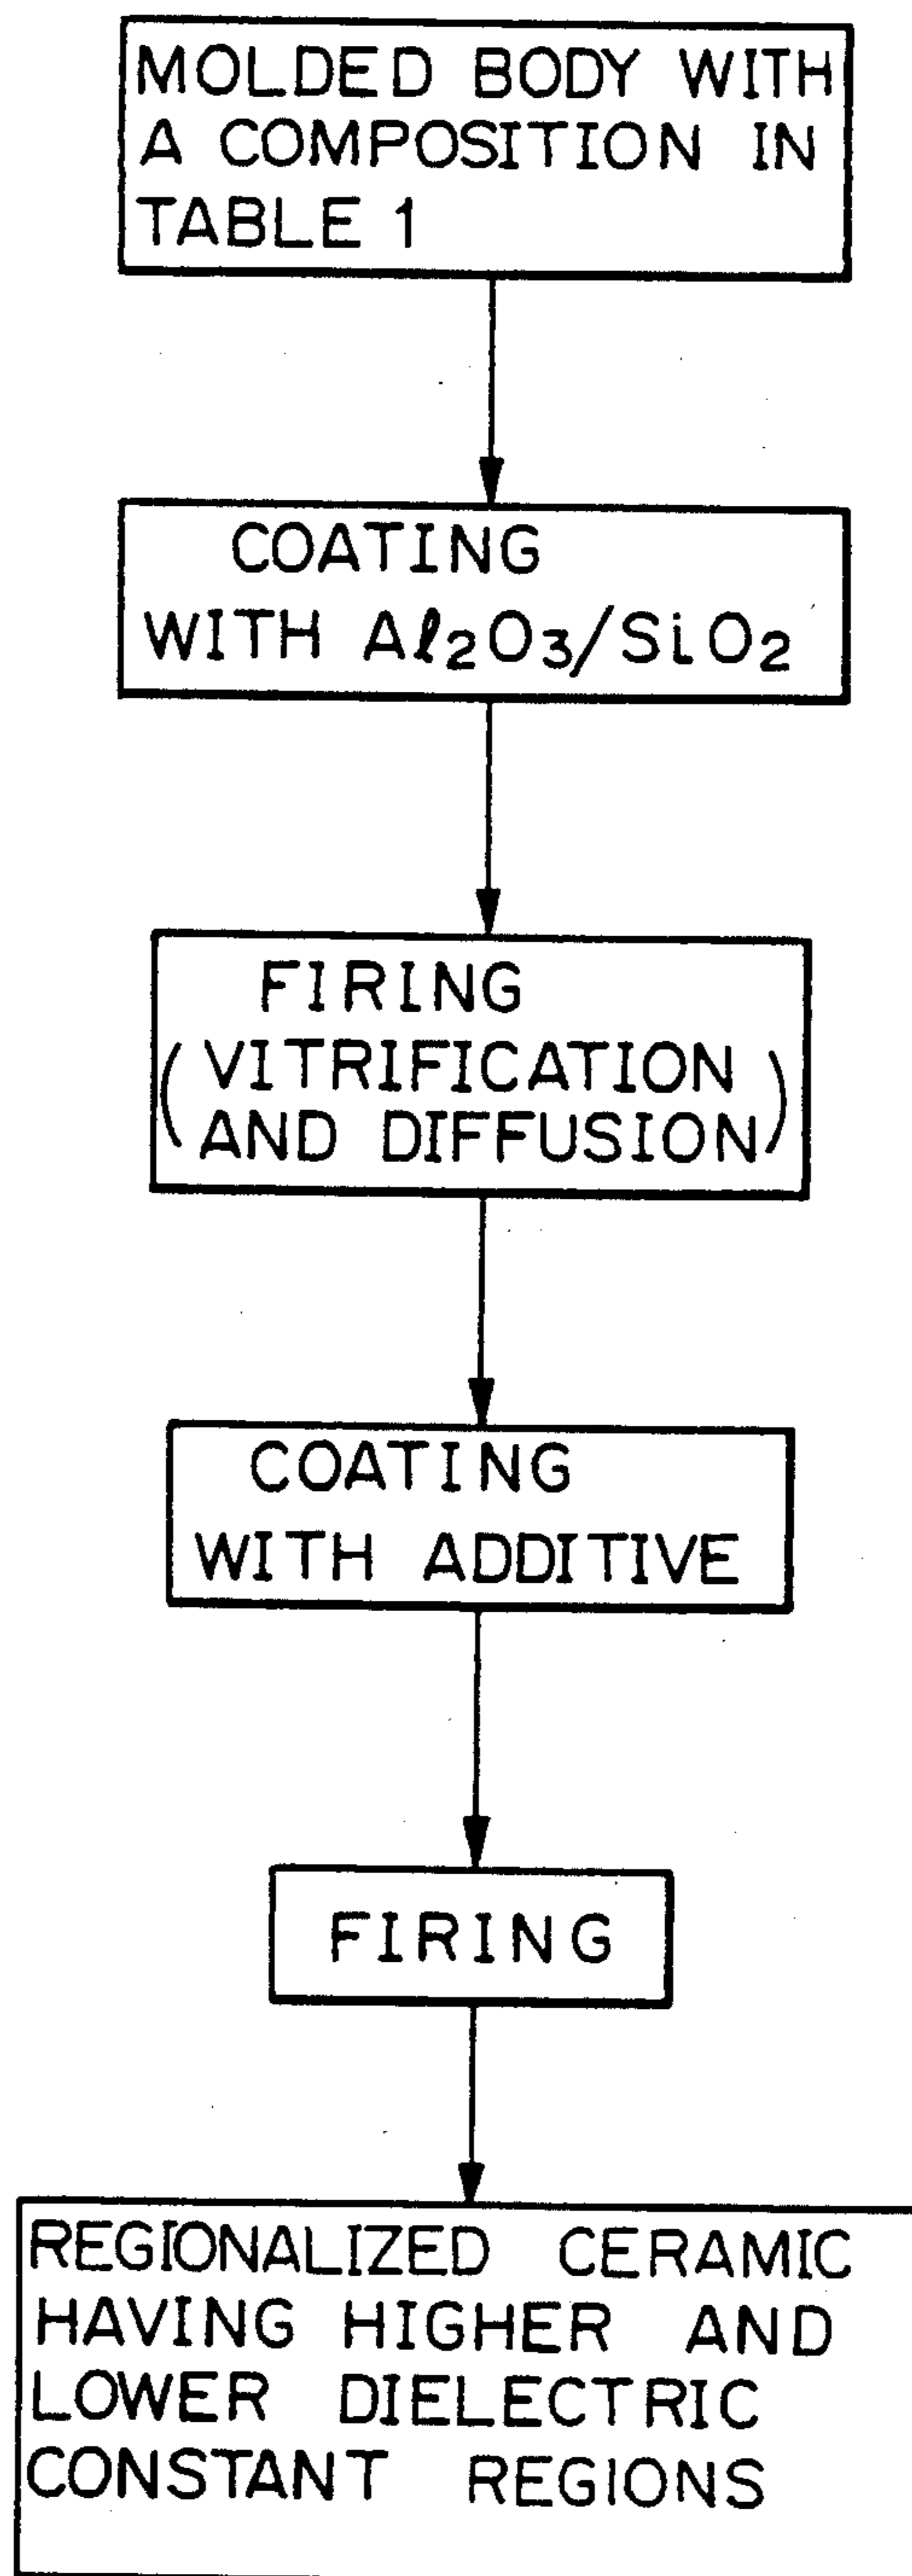 MOLDED BODY WITH
A COMPOSITION IN
TABLE 1
COATING
WITH Aℓ₂O₃/SiO₂
FIRING
(VITRIFICATION
AND DIFFUSION)
COATING
WITH ADDITIVE
FIRING
REGIONALIZED CERAMIC
HAVING HIGHER AND
LOWER DIELECTRIC
CONSTANT REGIONS